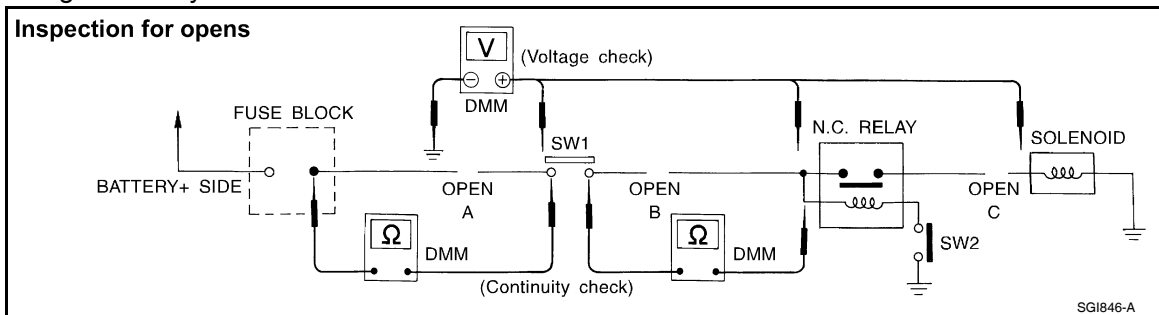 Inspection for opens
V
(Voltage check)
DMM
FUSE BLOCK
N.C. RELAY
SW1
SOLENOID
BATTERY+ SIDE
OPEN
A
OPEN
B
OPEN
C
Ω
DMM
Ω
DMM
SW2
(Continuity check)
SGI846-A